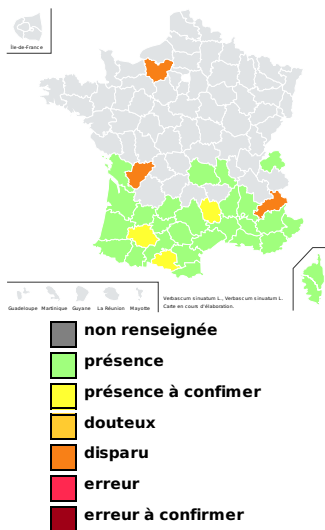 Île-de-France
Guadeloupe Martinique Guyane La Réunion Mayotte
Verbascum sinuatum L., Verbascum sinuatum L.
Carte en cours d'élaboration.
non renseignée
présence
présence à confimer
douteux
disparu
erreur
erreur à confirmer